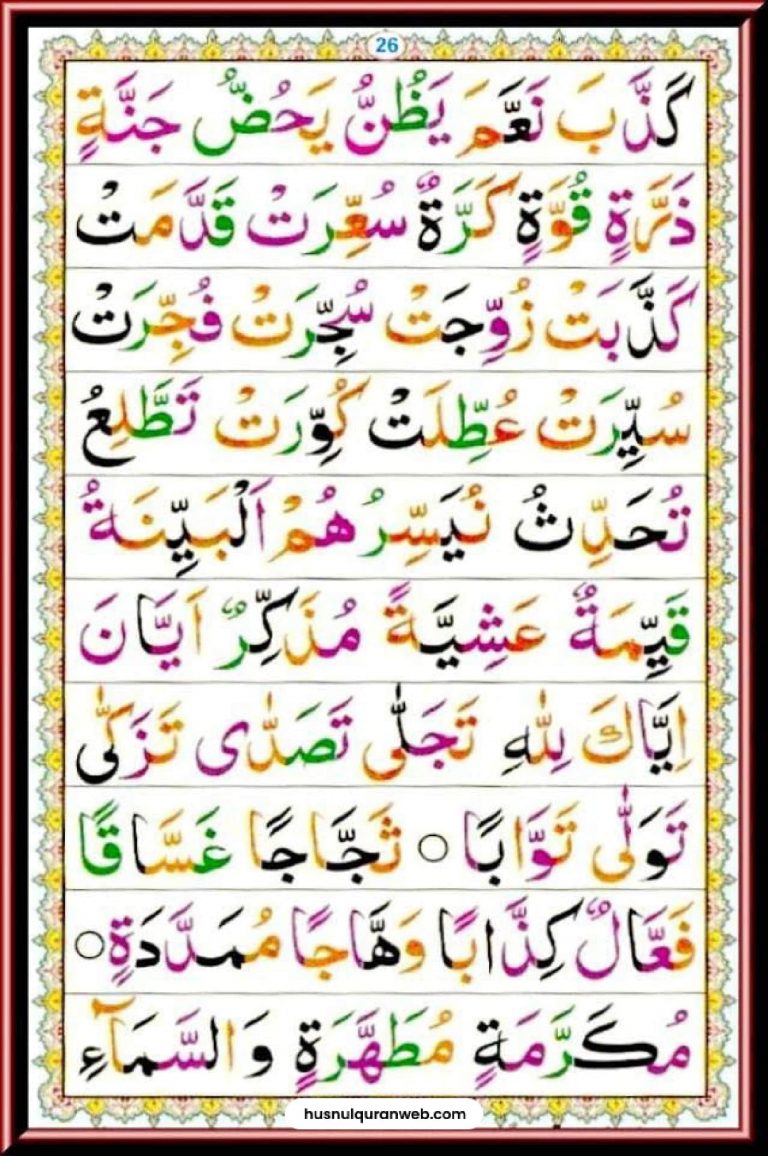 26
كَذَّبَ نَعَّمَ يَظُنُّ يَحُضُّ جَنَّةٍ
ذَرَّةٍ قُوَّةٍ كَرَّةٌ سُعِّرَتْ قَدَّمَتْ
كَذَّبَتْ زُوِّجَتْ سُجِّرَتْ فُجِّرَتْ
سُيِّرَتْ عُطِّلَتْ كُوِّرَتْ تَطَّلِعُ
تُحَدِّثُ نُيَسِّرُهُمْ اَلْبَيِّنَةُ
قَيِّمَةٌ عَشِيَّةً مُذَكِّرٌ اَيَّانَ
اِيَّاكَ لِلّٰهِ تَجَلّٰى تَصَدّٰى تَزَكّٰى
تَوَلّٰى تَوَّابًا ○ ثَجَّاجًا غَسَّاقًا
فَعَّالٌ كِذَّابًا وَهَّاجًا مُمَدَّدَةٍ ○
مُكَرَّمَةٍ مُطَهَّرَةٍ وَالسَّمَآءِ
husnulquranweb.com